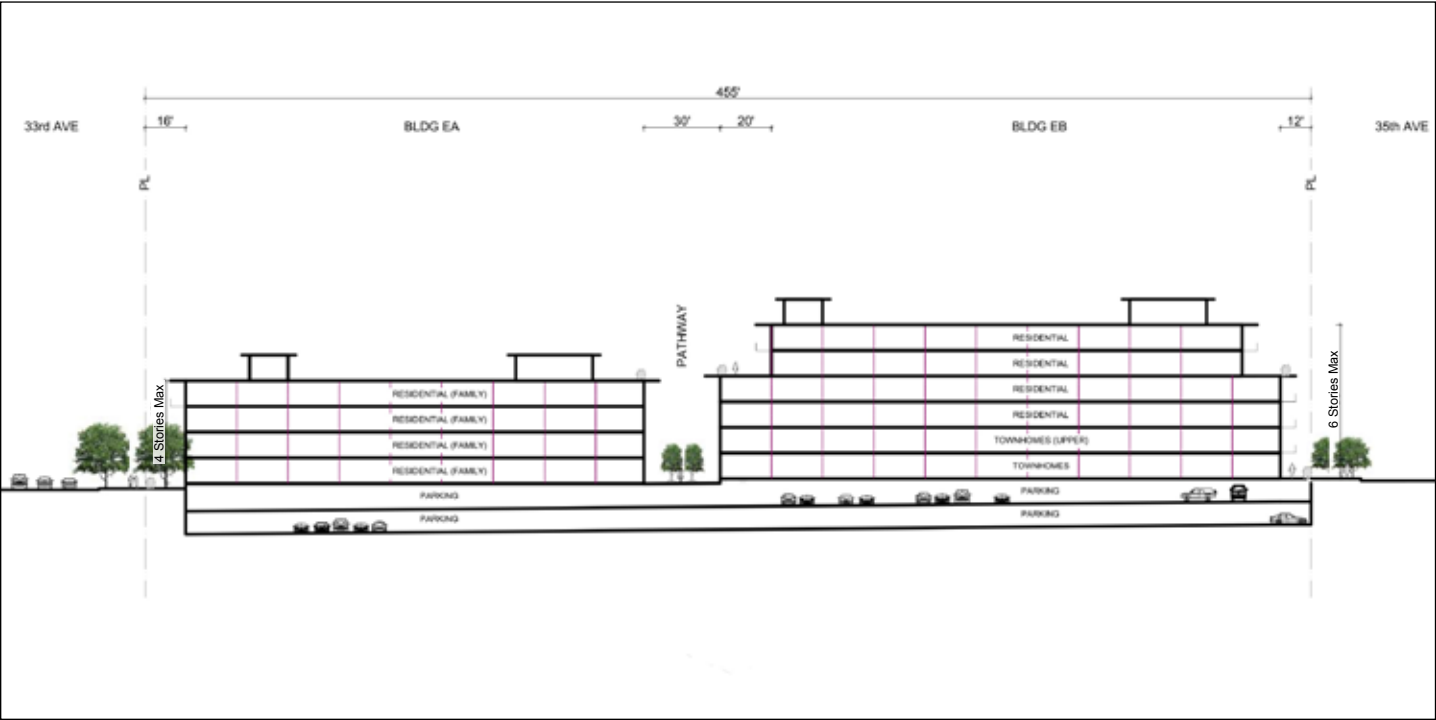 455'
33rd AVE
16'
BLDG EA
30'
20'
BLDG EB
12'
35th AVE
PL
PL
PATHWAY
4 Stories Max
6 Stories Max
RESIDENTIAL
RESIDENTIAL
RESIDENTIAL
RESIDENTIAL
TOWNHOMES (UPPER)
TOWNHOMES
RESIDENTIAL (FAMILY)
RESIDENTIAL (FAMILY)
RESIDENTIAL (FAMILY)
RESIDENTIAL (FAMILY)
PARKING
PARKING
PARKING
PARKING